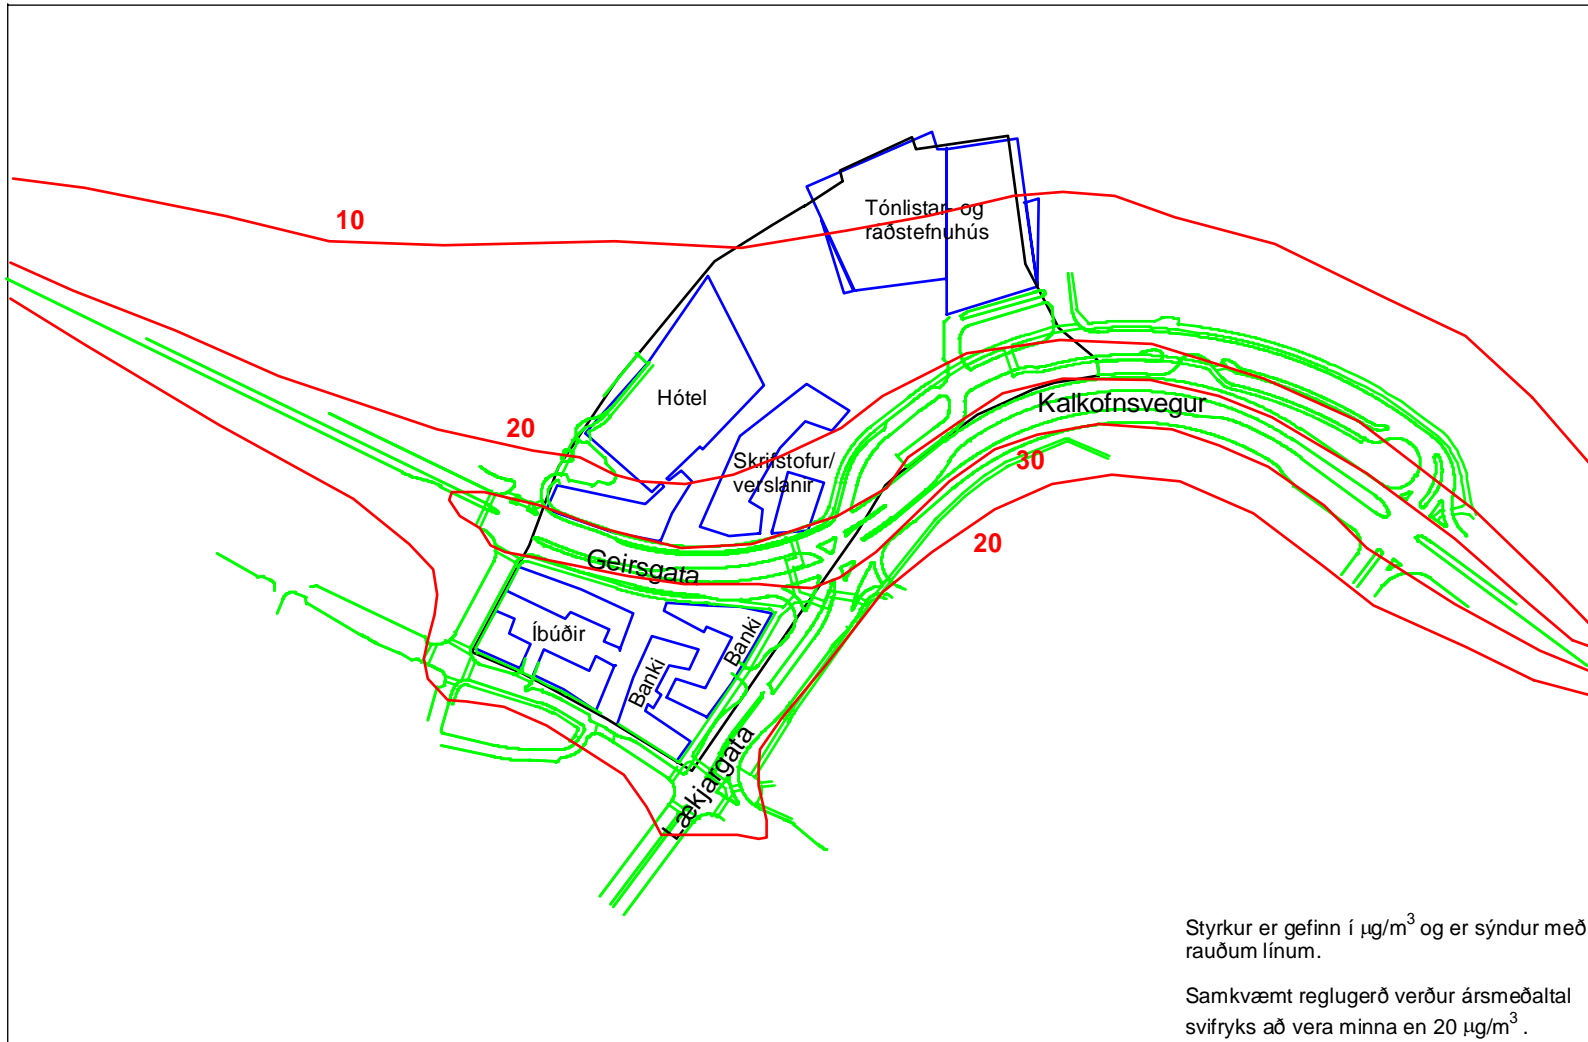 10
Tónlistar- og
ráðstefnuhús
Hótel
Kalkofnsvegur
20
Skrifstofur/
verslanir
30
20
Geirsgata
Íbúðir
Banki
Banki
Lækjargata
Styrkur er gefinn í μg/m³ og er sýndur með
rauðum línum.
Samkvæmt reglugerð verður ársmeðaltal
svifryks að vera minna en 20 μg/m³ .